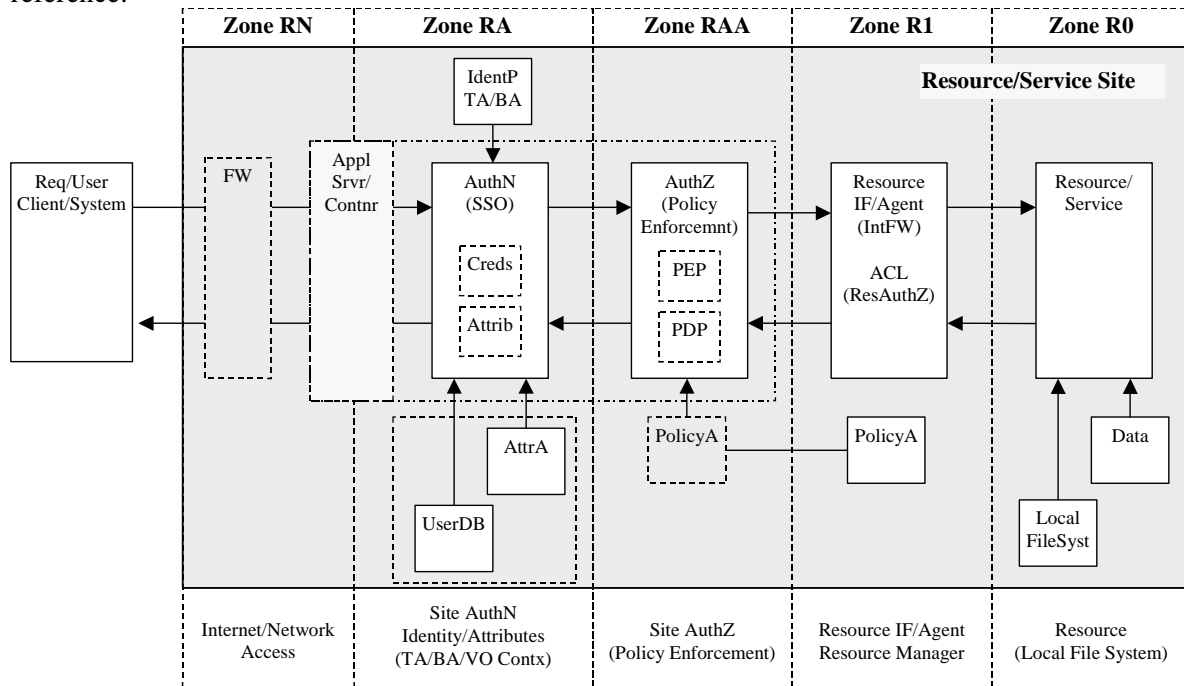 reference.
Zone RN
Zone RA
Zone RAA
Zone R1
Zone R0
Resource/Service Site
IdentP
TA/BA
Req/User
Client/System
FW
Appl
Srvr/
Contnr
AuthN
(SSO)
Creds
Attrib
AuthZ
(Policy
Enforcemnt)
PEP
PDP
Resource
IF/Agent
(IntFW)
ACL
(ResAuthZ)
Resource/
Service
AttrA
UserDB
PolicyA
PolicyA
Data
Local
FileSyst
Internet/Network
Access
Site AuthN
Identity/Attributes
(TA/BA/VO Contx)
Site AuthZ
(Policy Enforcement)
Resource IF/Agent
Resource Manager
Resource
(Local File System)